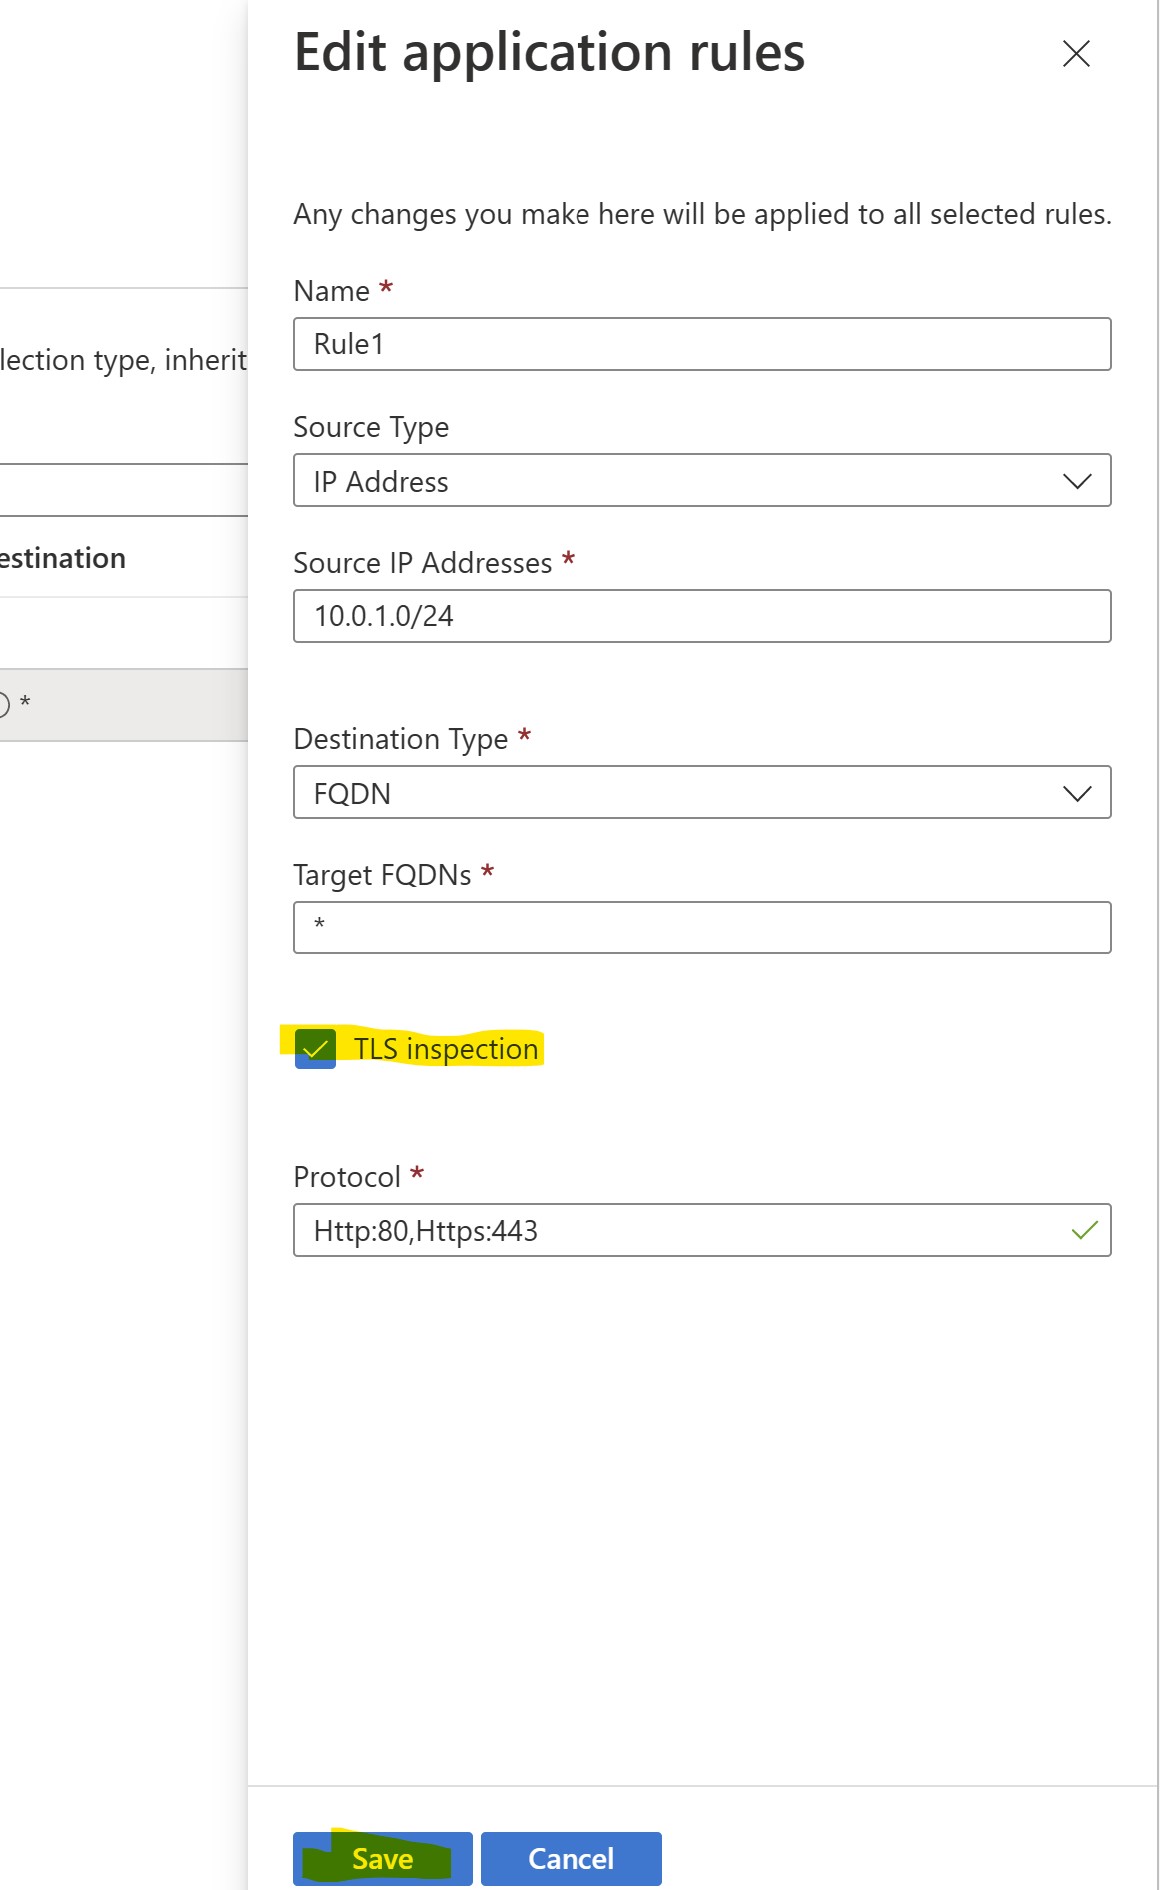 Edit application rules
Any changes you make here will be applied to all selected rules.
Name *
Rule1
lection type, inherit
Source Type
IP Address
estination
Source IP Addresses *
10.0.1.0/24
*
Destination Type *
FQDN
Target FQDNs *
*
TLS inspection
Protocol *
Http:80,Https:443
Save
Cancel